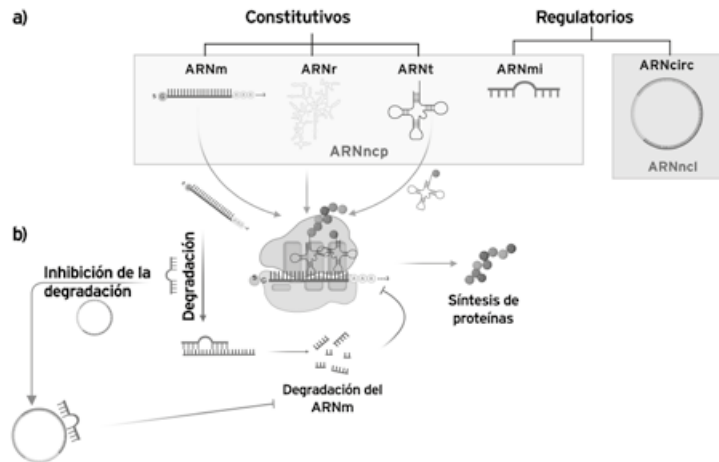 a)
Constitutivos
Regulatorios
ARNm
ARNr
ARNt
ARNmi
ARNcirc
ARNncp
ARNncl
b)
Inhibición de la
degradación
Degradación
Síntesis de
proteínas
Degradación del
ARNm